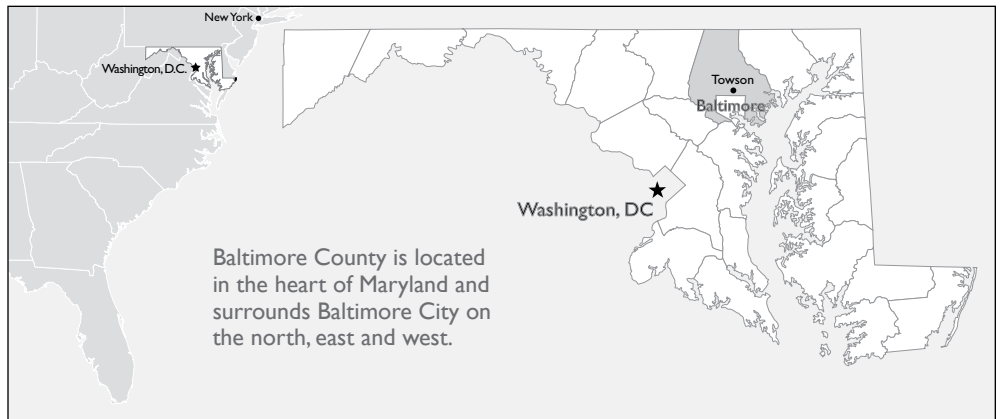 New York
Washington, D.C.
Towson
Baltimore
Washington, DC
Baltimore County is located
in the heart of Maryland and
surrounds Baltimore City on
the north, east and west.